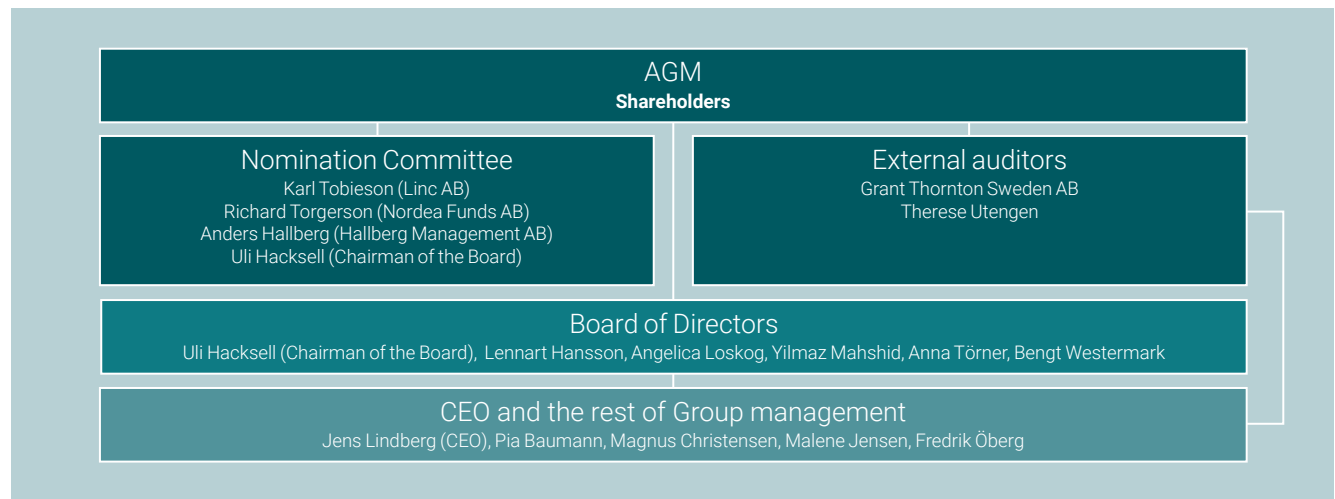 AGM
Shareholders
Nomination Committee
Karl Tobieson (Linc AB)
Richard Torgerson (Nordea Funds AB)
Anders Hallberg (Hallberg Management AB)
Uli Hacksell (Chairman of the Board)
External auditors
Grant Thornton Sweden AB
Therese Utengen
Board of Directors
Uli Hacksell (Chairman of the Board), Lennart Hansson, Angelica Loskog, Yilmaz Mahshid, Anna Törner, Bengt Westermark
CEO and the rest of Group management
Jens Lindberg (CEO), Pia Baumann, Magnus Christensen, Malene Jensen, Fredrik Öberg